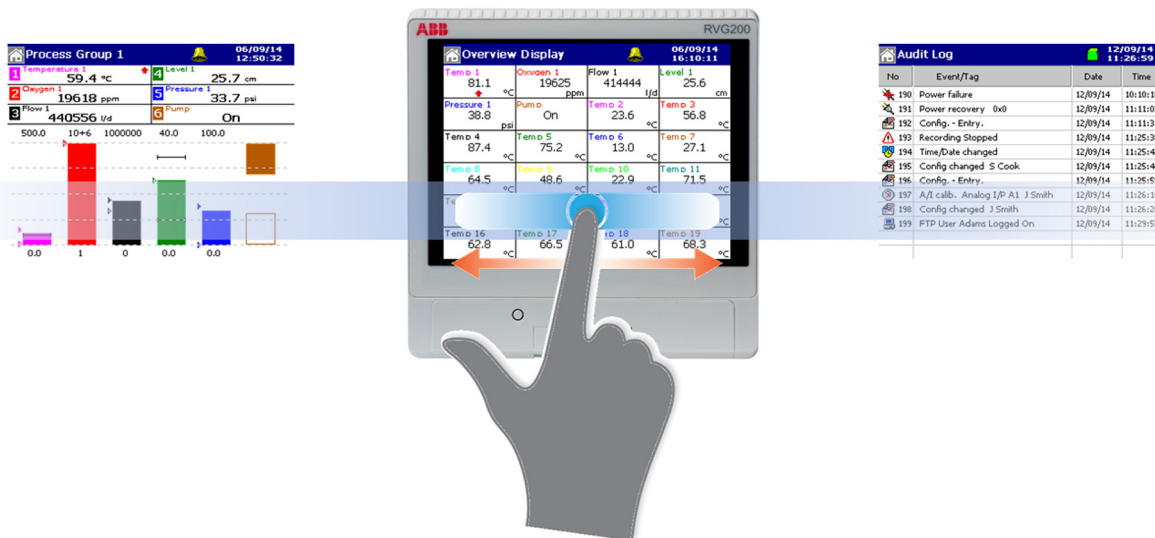 Process Group 1
06/09/14
12:50:32
1 Temperature 1
59.4 °C
4 Level 1
25.7 cm
2 Oxygen 1
19618 ppm
5 Pressure 1
33.7 psi
3 Flow 1
440556 l/d
6 Pump
On
500.0 10+6 1000000 40.0 100.0
0.0 1 0 0.0 0.0
ABB
RVG200
Overview Display
06/09/14
16:10:11
Temp 1 Oxygen 1 Flow 1 Level 1
81.1 19625 414444 25.6
°C ppm l/d cm
Pressure 1 Pump Temp 2 Temp 3
38.8 On 23.6 56.8
psi °C °C
Temp 4 Temp 5 Temp 6 Temp 7
87.4 75.2 13.0 27.1
°C °C °C °C
Temp 8 Temp 9 Temp 10 Temp 11
64.5 48.6 22.9 71.5
°C °C °C °C
°C
Temp 16 Temp 17 18 Temp 19
62.8 66.5 61.0 68.3
°C °C °C
Audit Log
12/09/14
11:26:59
No Event/Tag Date Time
190 Power failure 12/09/14
191 Power recovery 0x0 12/09/14
192 Config. - Entry. 12/09/14
193 Recording Stopped 12/09/14
194 Time/Date changed 12/09/14
195 Config changed S Cook 12/09/14
196 Config. - Entry. 12/09/14
197 A/I calib. Analog I/P A1 J Smith 12/09/14
198 Config changed J Smith 12/09/14
199 FTP User Adams Logged On 12/09/14